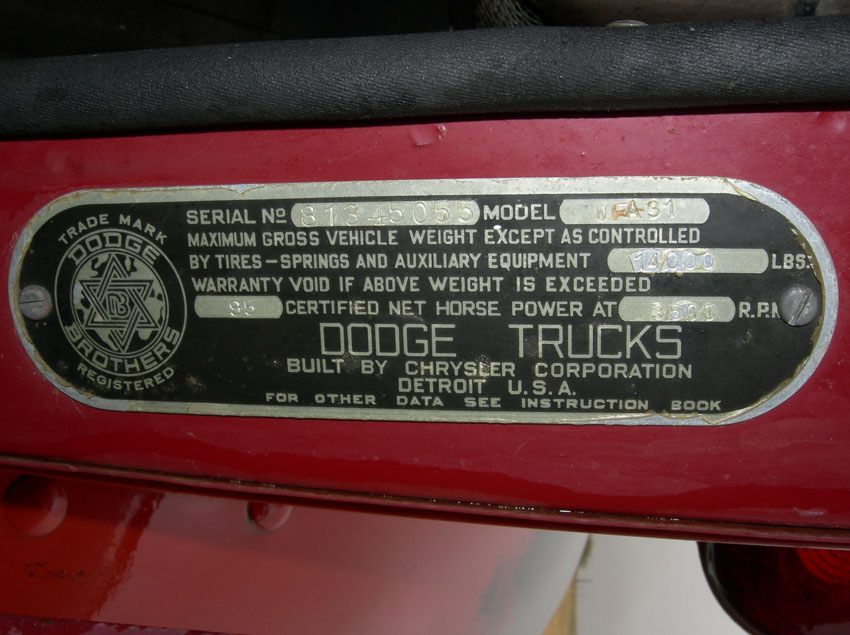 SERIAL No 81345055 MODEL WFA31
MAXIMUM GROSS VEHICLE WEIGHT EXCEPT AS CONTROLLED
BY TIRES-SPRINGS AND AUXILIARY EQUIPMENT 14000 LBS.
WARRANTY VOID IF ABOVE WEIGHT IS EXCEEDED
95 CERTIFIED NET HORSE POWER AT R.P.M
DODGE TRUCKS
BUILT BY CHRYSLER CORPORATION
DETROIT U.S.A.
FOR OTHER DATA SEE INSTRUCTION BOOK
TRADE MARK
DODGE
DB
BROTHERS
REGISTERED